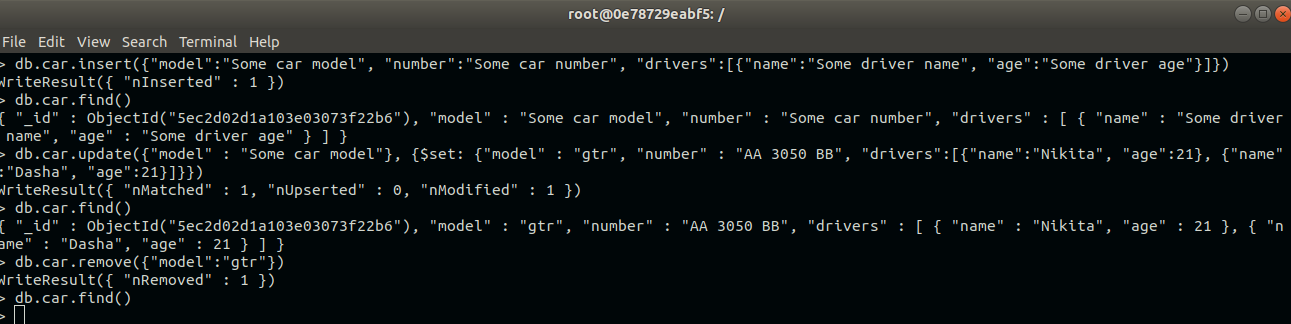 root@0e78729eabf5: /
File Edit View Search Terminal Help
> db.car.insert({"model":"Some car model", "number":"Some car number", "drivers":[{"name":"Some driver name", "age":"Some driver age"}]})
WriteResult({ "nInserted" : 1 })
> db.car.find()
{ "_id" : ObjectId("5ec2d02d1a103e03073f22b6"), "model" : "Some car model", "number" : "Some car number", "drivers" : [ { "name" : "Some driver
 name", "age" : "Some driver age" } ] }
> db.car.update({"model" : "Some car model"}, {$set: {"model" : "gtr", "number" : "AA 3050 BB", "drivers":[{"name":"Nikita", "age":21}, {"name"
:"Dasha", "age":21}]}})
WriteResult({ "nMatched" : 1, "nUpserted" : 0, "nModified" : 1 })
> db.car.find()
{ "_id" : ObjectId("5ec2d02d1a103e03073f22b6"), "model" : "gtr", "number" : "AA 3050 BB", "drivers" : [ { "name" : "Nikita", "age" : 21 }, { "n
ame" : "Dasha", "age" : 21 } ] }
> db.car.remove({"model":"gtr"})
WriteResult({ "nRemoved" : 1 })
> db.car.find()
>